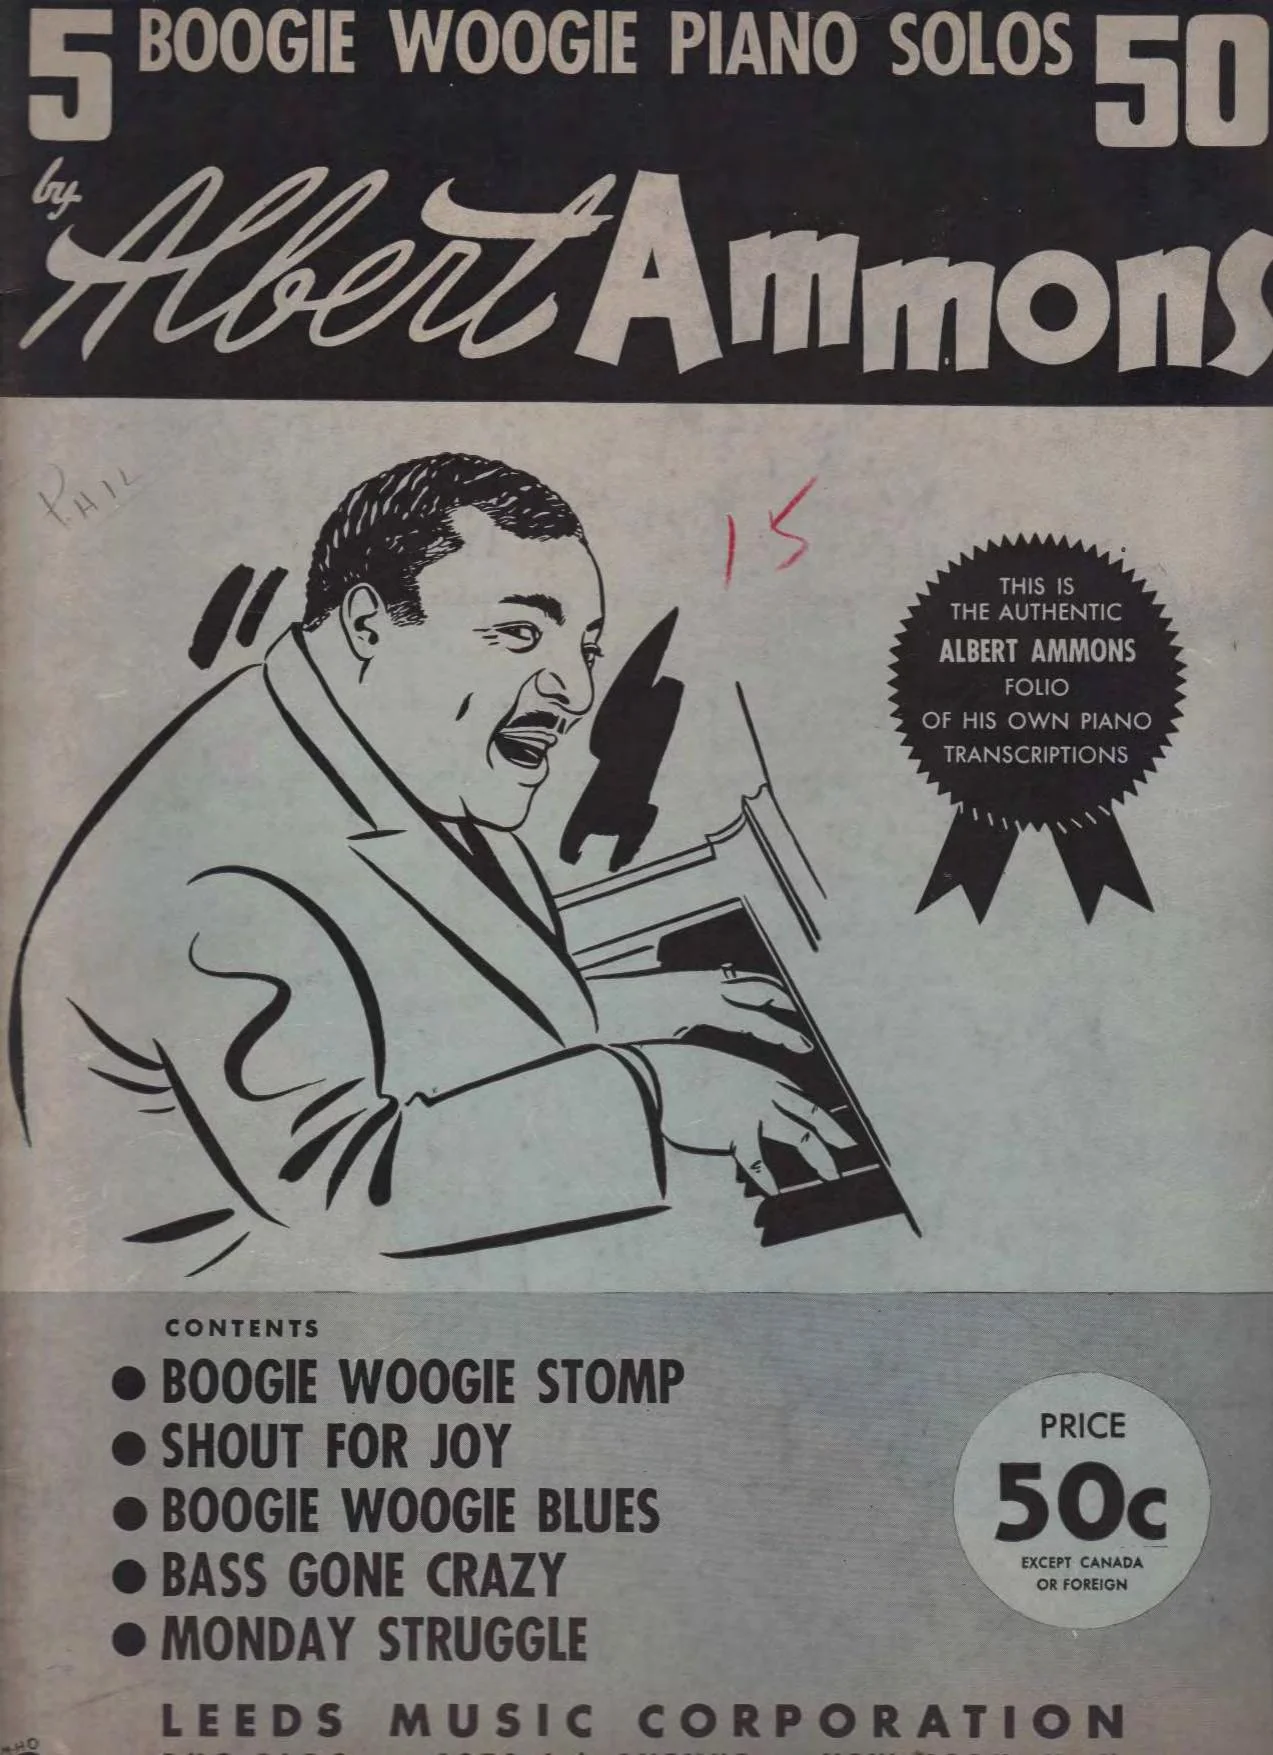 5 BOOGIE WOOGIE PIANO SOLOS 50
by Albert Ammons
PHIL
15
THIS IS
THE AUTHENTIC
ALBERT AMMONS
FOLIO
OF HIS OWN PIANO
TRANSCRIPTIONS
CONTENTS
● BOOGIE WOOGIE STOMP
● SHOUT FOR JOY
● BOOGIE WOOGIE BLUES
● BASS GONE CRAZY
● MONDAY STRUGGLE
PRICE
50c
EXCEPT CANADA
OR FOREIGN
LEEDS MUSIC CORPORATION